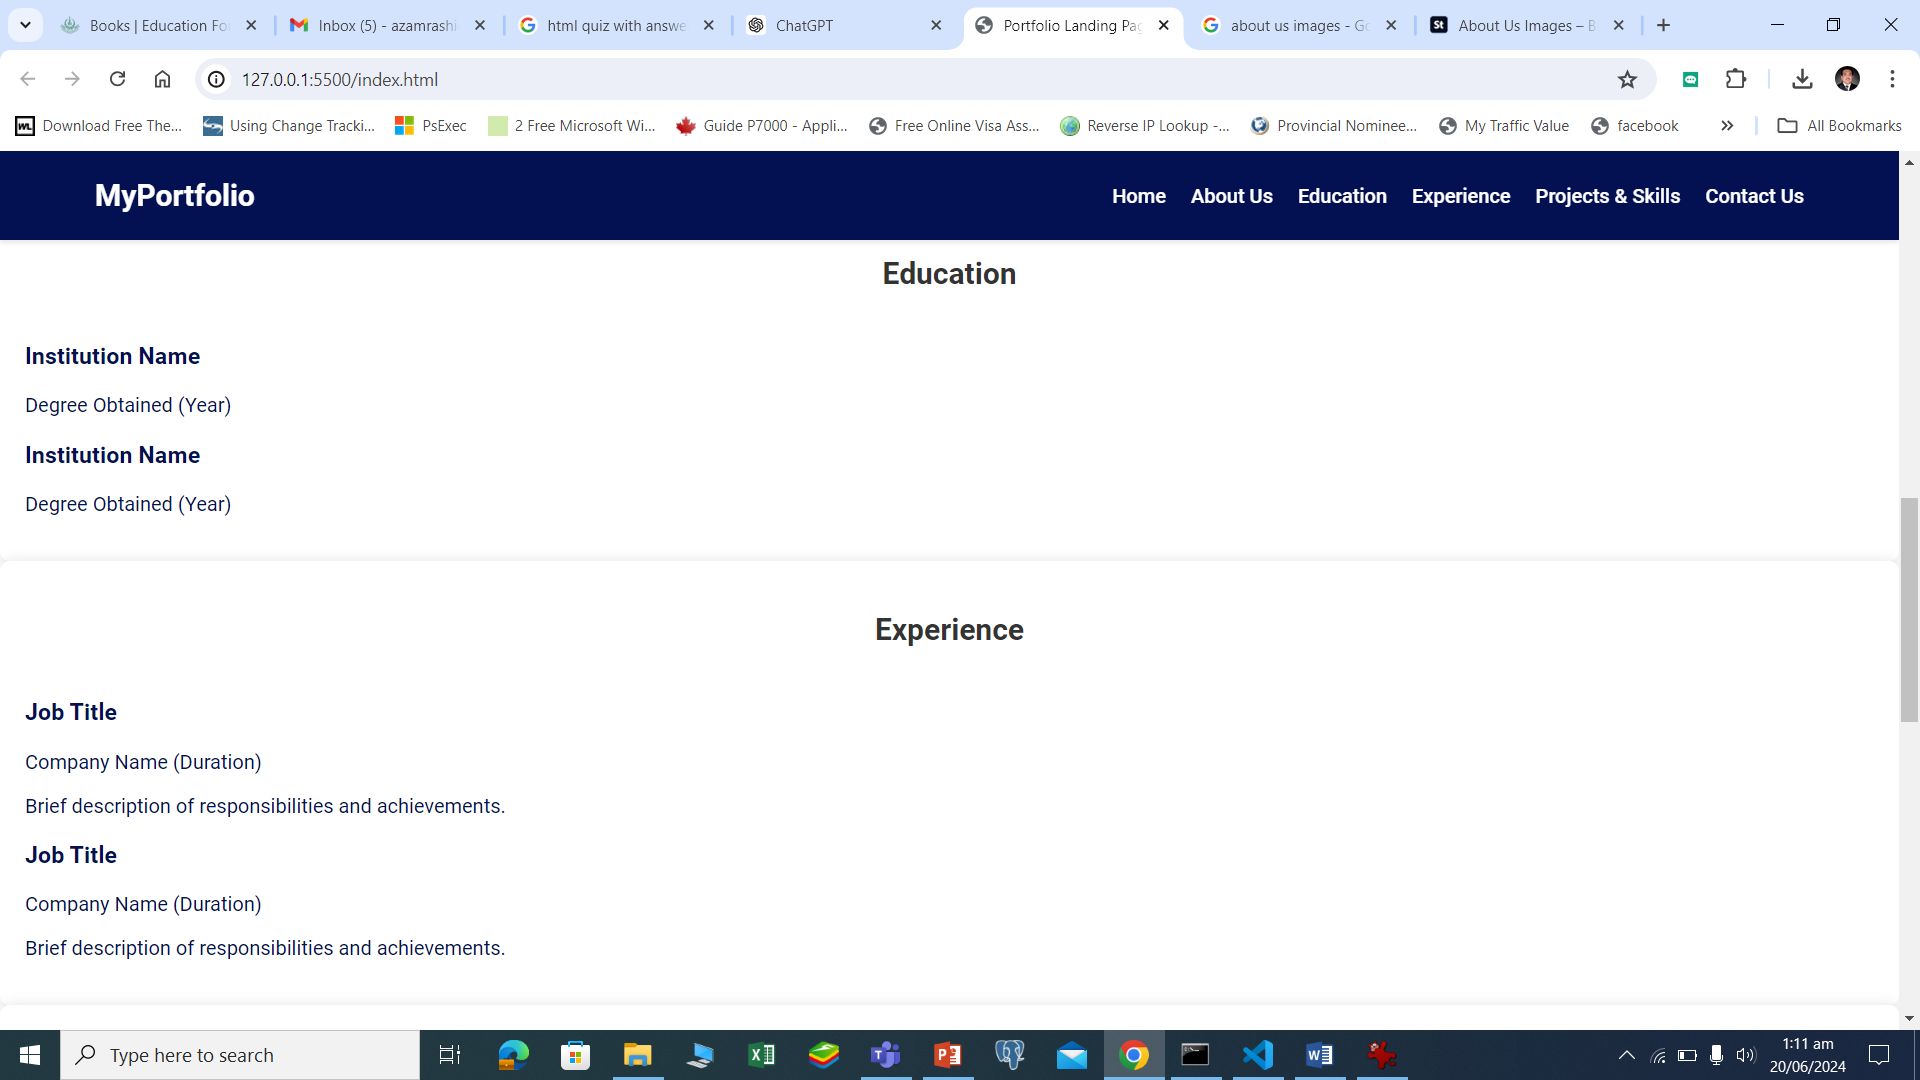 Books | Education Fo
Inbox (5) - azamrashi
html quiz with answe
ChatGPT
Portfolio Landing Pag
about us images - Go
St
About Us Images – B
127.0.0.1:5500/index.html
WL
Download Free The...
Using Change Tracki...
PsExec
2 Free Microsoft Wi...
Guide P7000 - Appli...
Free Online Visa Ass...
Reverse IP Lookup -...
Provincial Nominee...
My Traffic Value
facebook
All Bookmarks
MyPortfolio
Home
About Us
Education
Experience
Projects & Skills
Contact Us
Education
Institution Name
Degree Obtained (Year)
Institution Name
Degree Obtained (Year)
Experience
Job Title
Company Name (Duration)
Brief description of responsibilities and achievements.
Job Title
Company Name (Duration)
Brief description of responsibilities and achievements.
Type here to search
1:11 am
20/06/2024